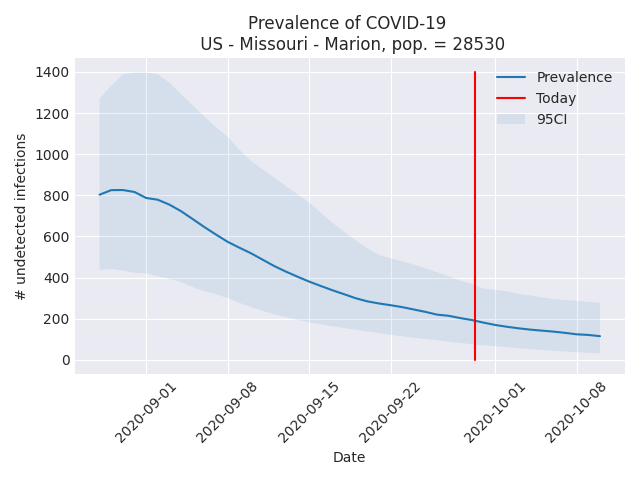 Prevalence of COVID-19
US - Missouri - Marion, pop. = 28530
# undetected infections
1400
1200
1000
800
600
400
200
0
Prevalence
Today
95CI
2020-09-01
2020-09-08
2020-09-15
2020-09-22
2020-10-01
2020-10-08
Date